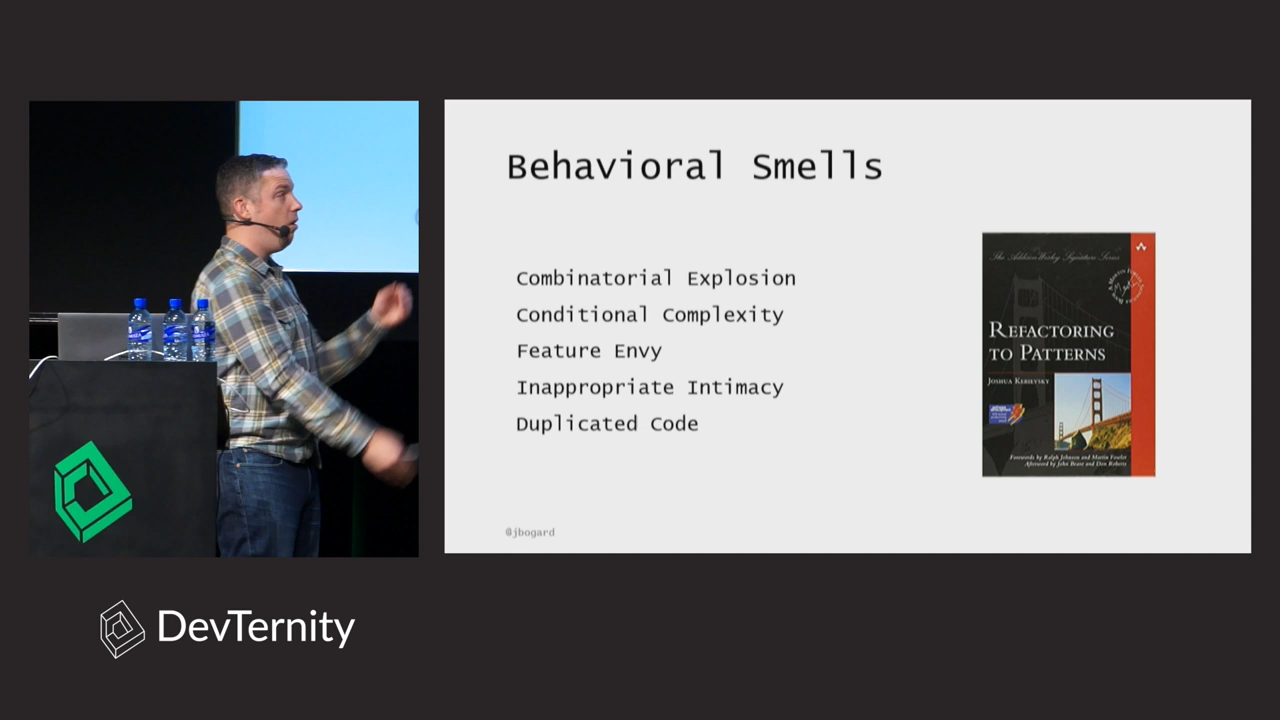 Behavioral Smells
Combinatorial Explosion
Conditional Complexity
Feature Envy
Inappropriate Intimacy
Duplicated Code
@jbogard
The Addison-Wesley Signature Series
REFACTORING
TO PATTERNS
JOSHUA KERIEVSKY
Forewords by Ralph Johnson and Martin Fowler
Afterword by John Brant and Don Roberts
DevTernity